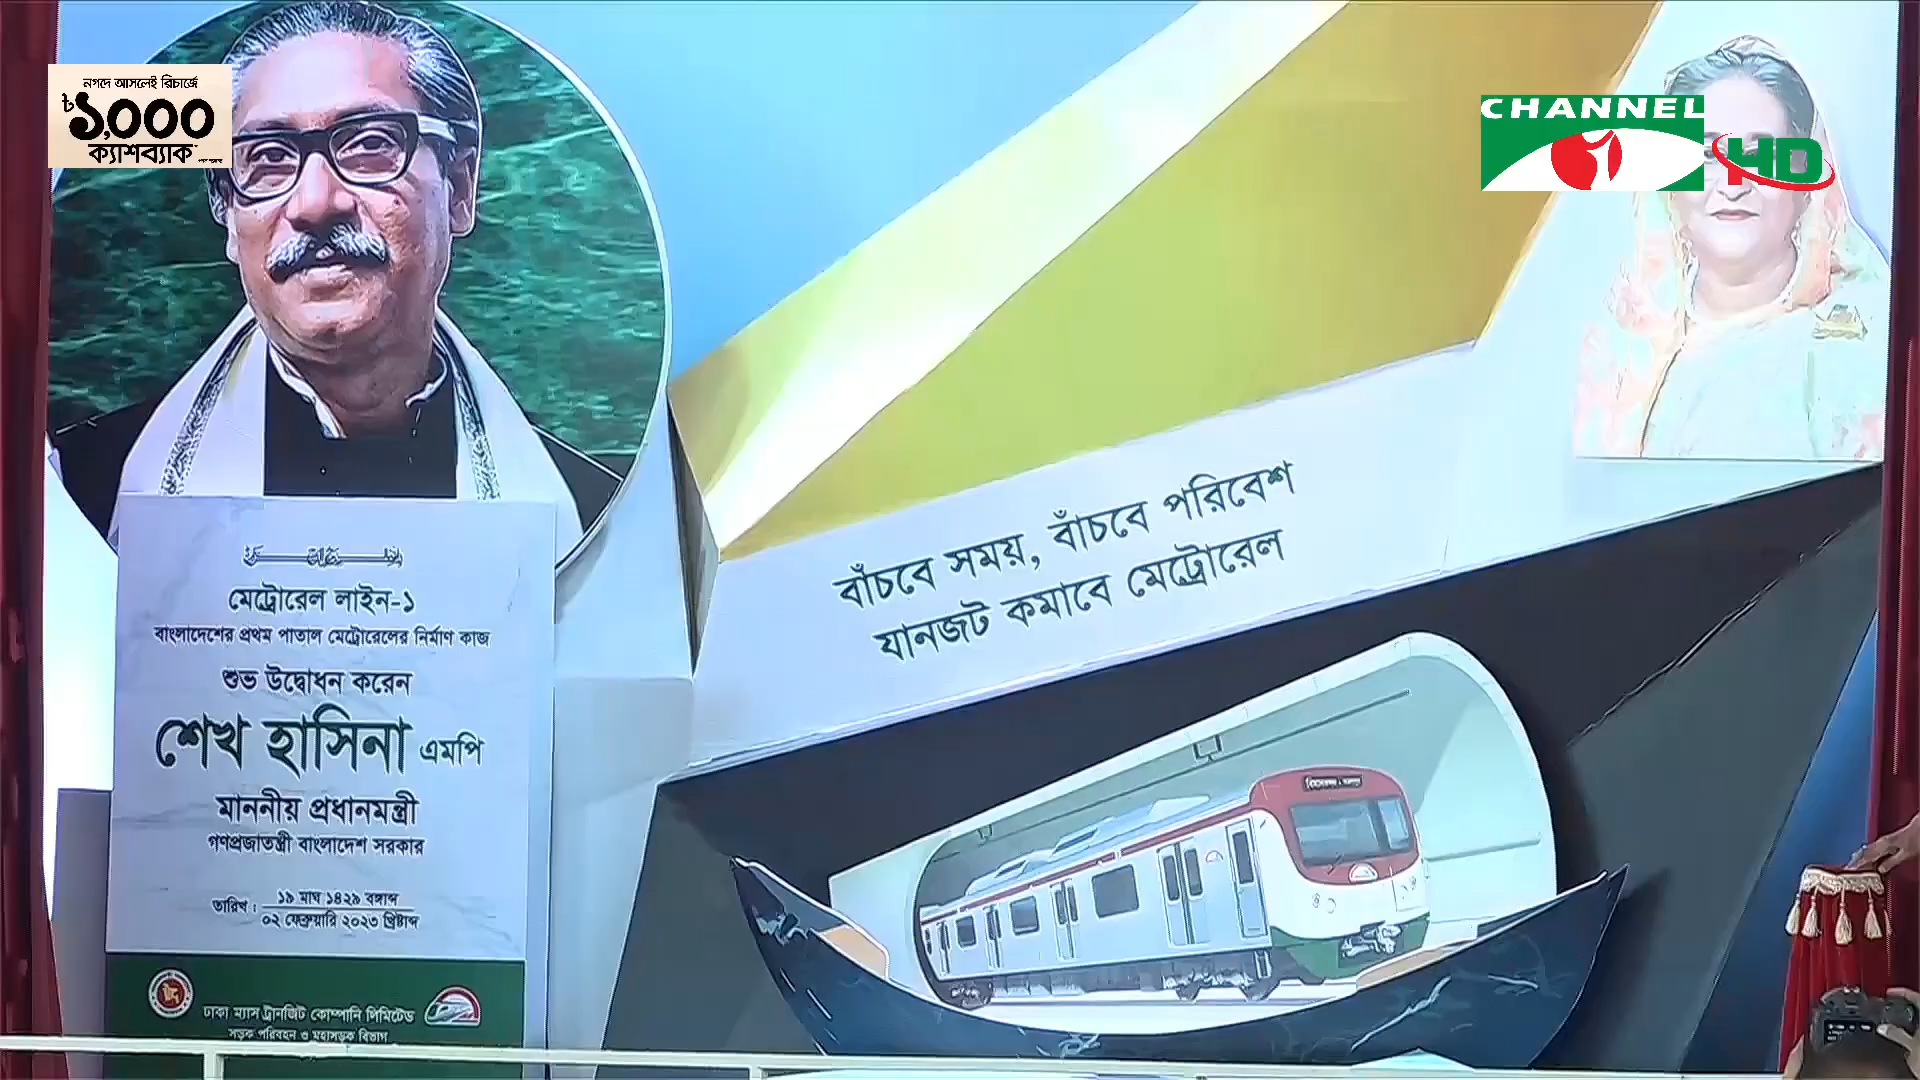 নগদে আসলেই রিচার্জে
৳১,০০০
ক্যাশব্যাক
CHANNEL
i HD
মেট্রোরেল লাইন-১
বাংলাদেশের প্রথম পাতাল মেট্রোরেলের নির্মাণ কাজ
শুভ উদ্বোধন করেন
শেখ হাসিনা এমপি
মাননীয় প্রধানমন্ত্রী
গণপ্রজাতন্ত্রী বাংলাদেশ সরকার
তারিখ : ১৯ মাঘ ১৪২৯ বঙ্গাব্দ
০২ ফেব্রুয়ারি ২০২৩ খ্রিষ্টাব্দ
ঢাকা ম্যাস ট্রানজিট কোম্পানি লিমিটেড
সড়ক পরিবহন ও মহাসড়ক বিভাগ
বাঁচবে সময়, বাঁচবে পরিবেশ
যানজট কমাবে মেট্রোরেল